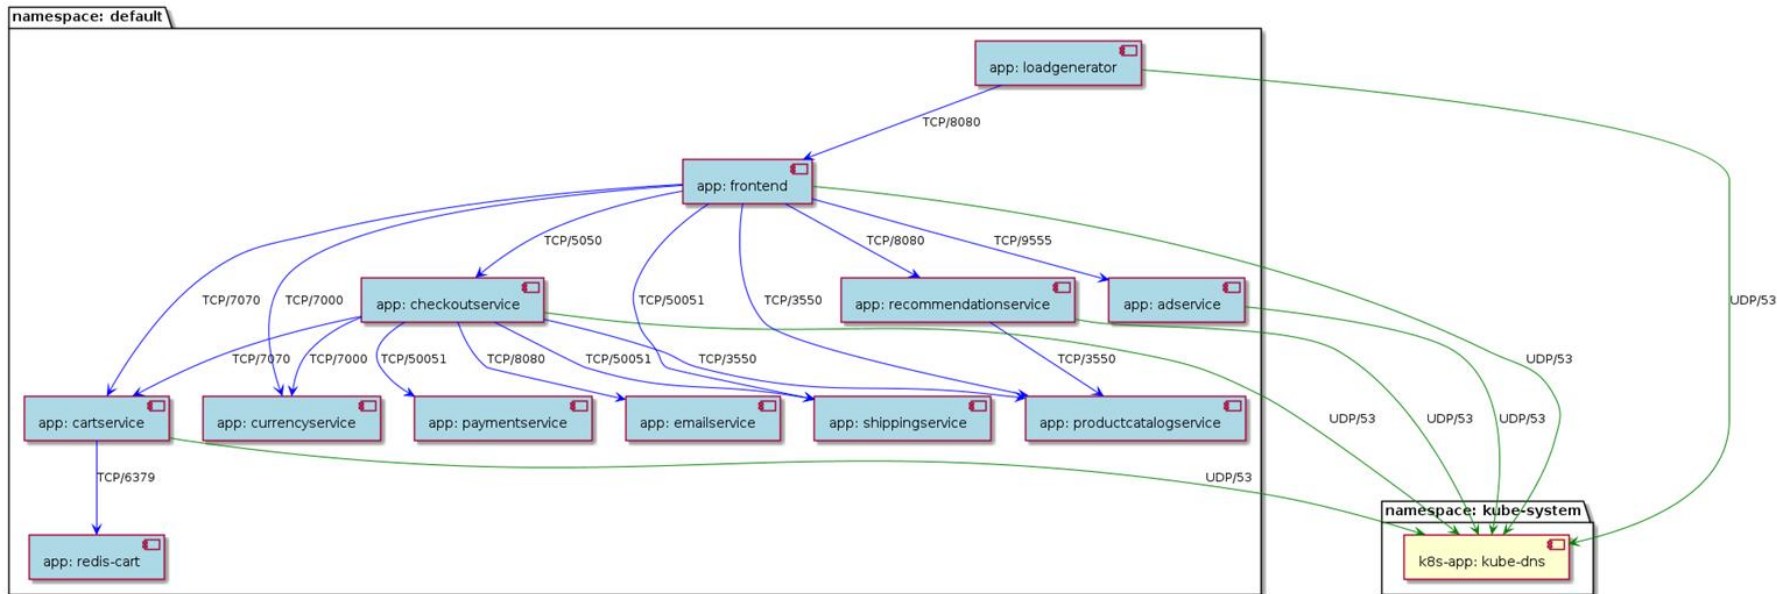 namespace: default
app: loadgenerator
TCP/8080
app: frontend
TCP/5050
TCP/8080
TCP/9555
TCP/7070
TCP/7000
TCP/50051
TCP/3550
UDP/53
app: checkoutservice
app: recommendationservice
app: adservice
TCP/7070
TCP/7000
TCP/50051
TCP/8080
TCP/50051
TCP/3550
TCP/3550
UDP/53
app: cartservice
app: currencyservice
app: paymentservice
app: emailservice
app: shippingservice
app: productcatalogservice
UDP/53
UDP/53
UDP/53
TCP/6379
UDP/53
namespace: kube-system
app: redis-cart
k8s-app: kube-dns